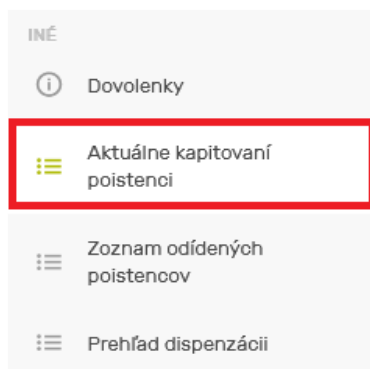 INÉ
Dovolenky
Aktuálne kapitovaní
poistenci
Zoznam odídených
poistencov
Prehľad dispenzácii